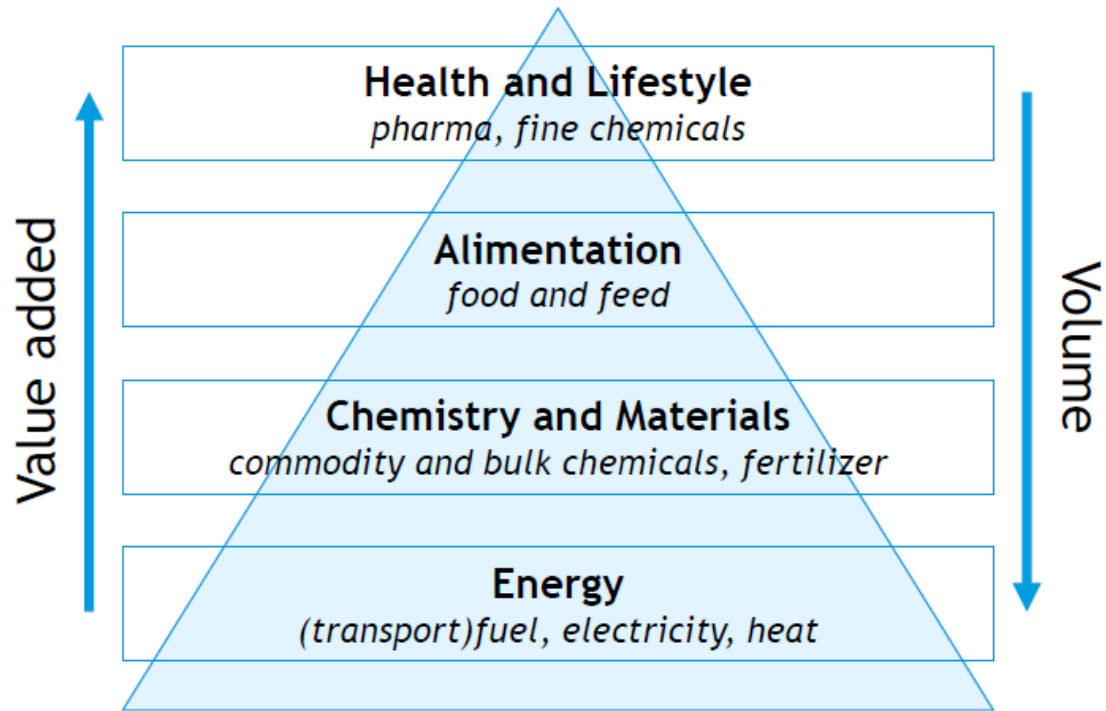 Health and Lifestyle
pharma, fine chemicals
Alimentation
food and feed
Chemistry and Materials
commodity and bulk chemicals, fertilizer
Energy
(transport)fuel, electricity, heat
Value added
Volume